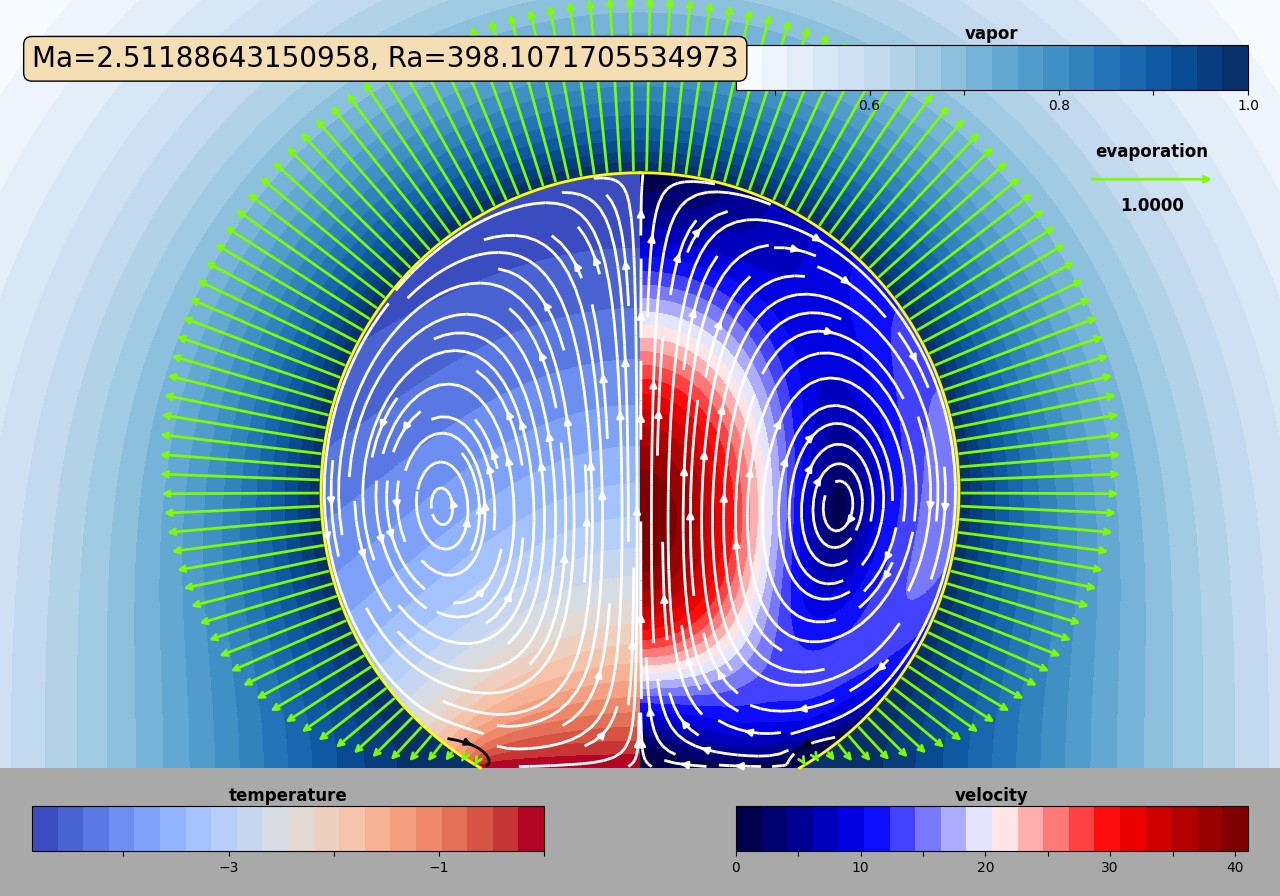 vapor
Ma=2.51188643150958, Ra=398.1071705534973
0.6 0.8 1.0
evaporation
1.0000
temperature velocity
−3 −1 0 10 20 30 40